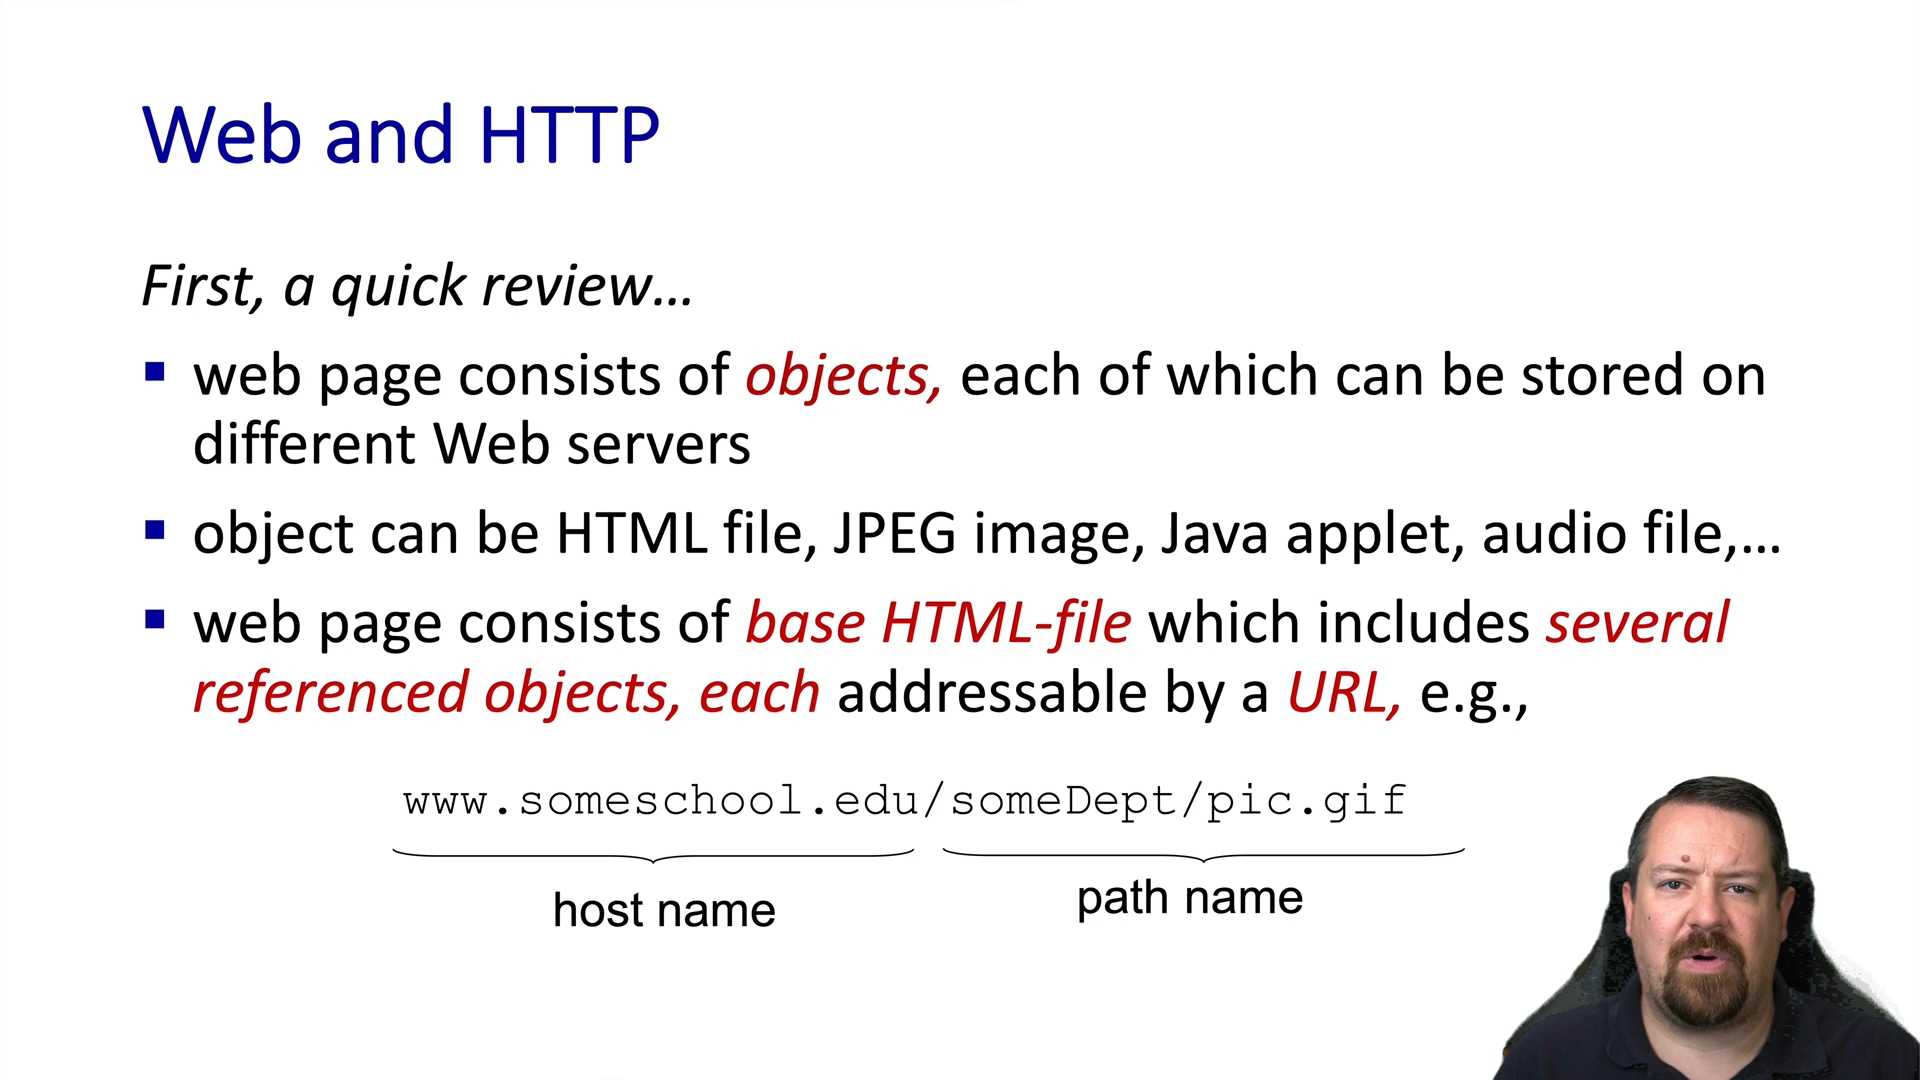 Web and HTTP
First, a quick review…
web page consists of objects, each of which can be stored on
different Web servers
object can be HTML file, JPEG image, Java applet, audio file,…
web page consists of base HTML-file which includes several
referenced objects, each addressable by a URL, e.g.,
www.someschool.edu/someDept/pic.gif
host name
path name